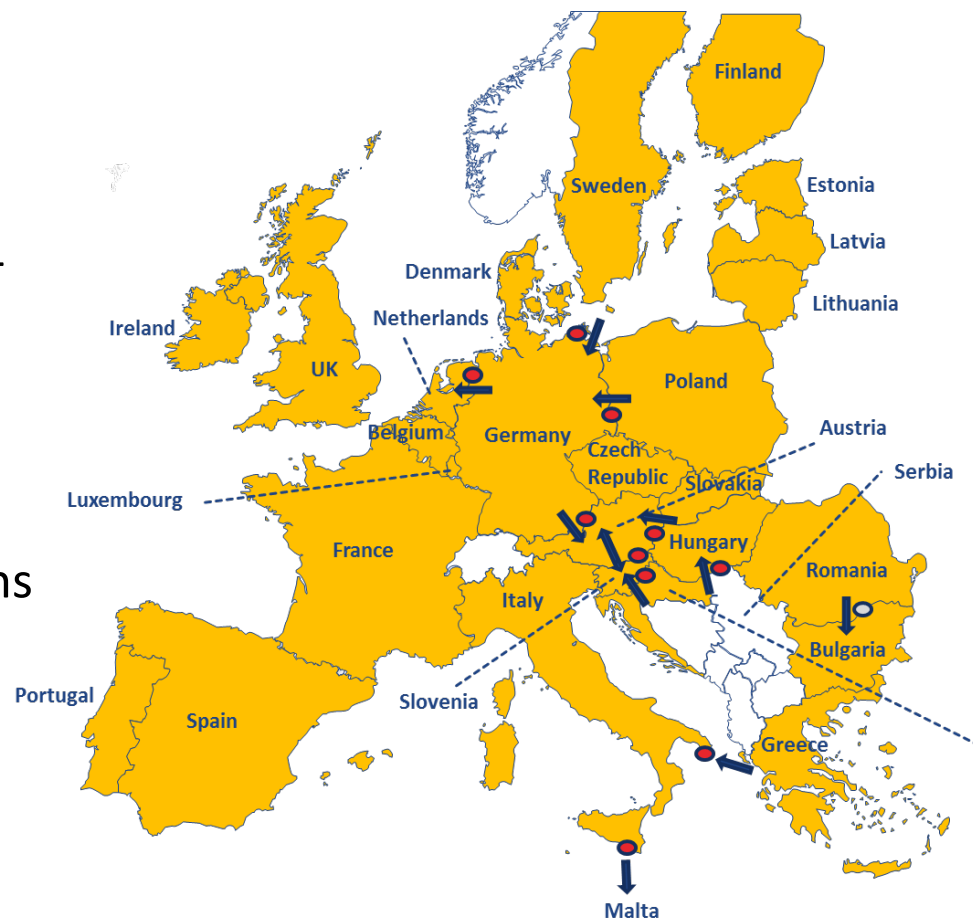 Finland
Sweden
Estonia
Latvia
Denmark
Lithuania
Netherlands
Ireland
UK
Poland
Belgium
Germany
Austria
Czech
Republic
Serbia
Slovakia
Luxembourg
France
Hungary
Romania
ns
Italy
Bulgaria
Portugal
Slovenia
Spain
Greece
Malta